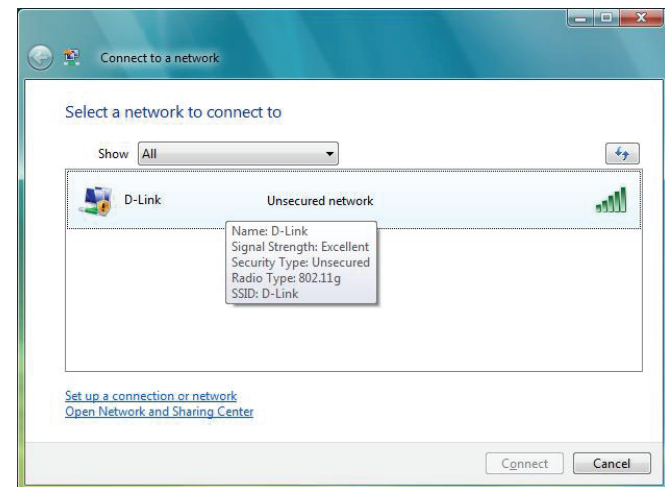 Connect to a network
Select a network to connect to
Show All
D-Link Unsecured network
Name: D-Link
Signal Strength: Excellent
Security Type: Unsecured
Radio Type: 802.11g
SSID: D-Link
Set up a connection or network
Open Network and Sharing Center
Connect Cancel